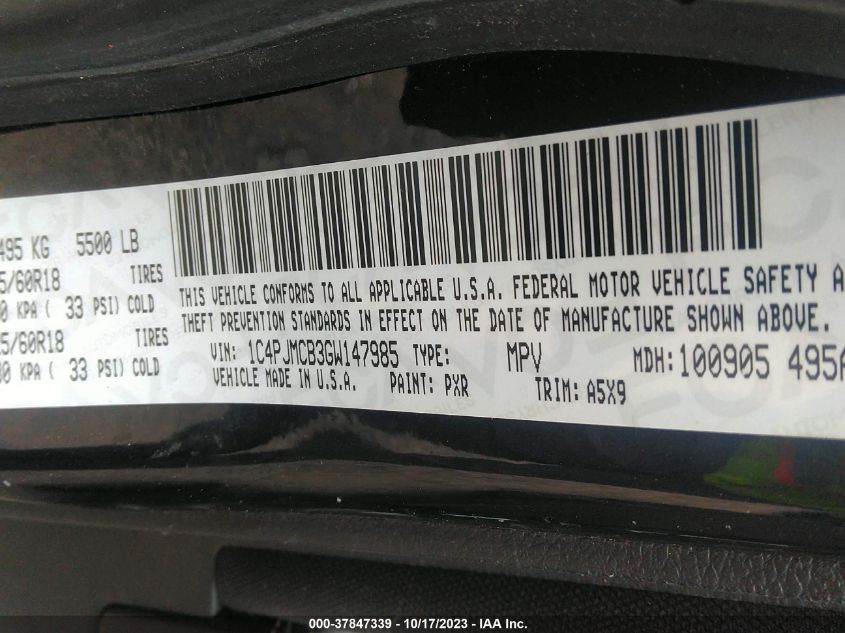 495 KG 5500 LB
5/60R18 TIRES
0 KPA ( 33 PSI) COLD
5/60R18 TIRES
30 KPA ( 33 PSI) COLD
THIS VEHICLE CONFORMS TO ALL APPLICABLE U.S.A. FEDERAL MOTOR VEHICLE SAFETY A
THEFT PREVENTION STANDARDS IN EFFECT ON THE DATE OF MANUFACTURE SHOWN ABOVE.
VIN: 1C4PJMCB3GW147985 TYPE: MPV MDH:100905 495A
VEHICLE MADE IN U.S.A. PAINT: PXR TRIM: A5X9
000-37847339 / 10/17/2023 - IAA Inc.